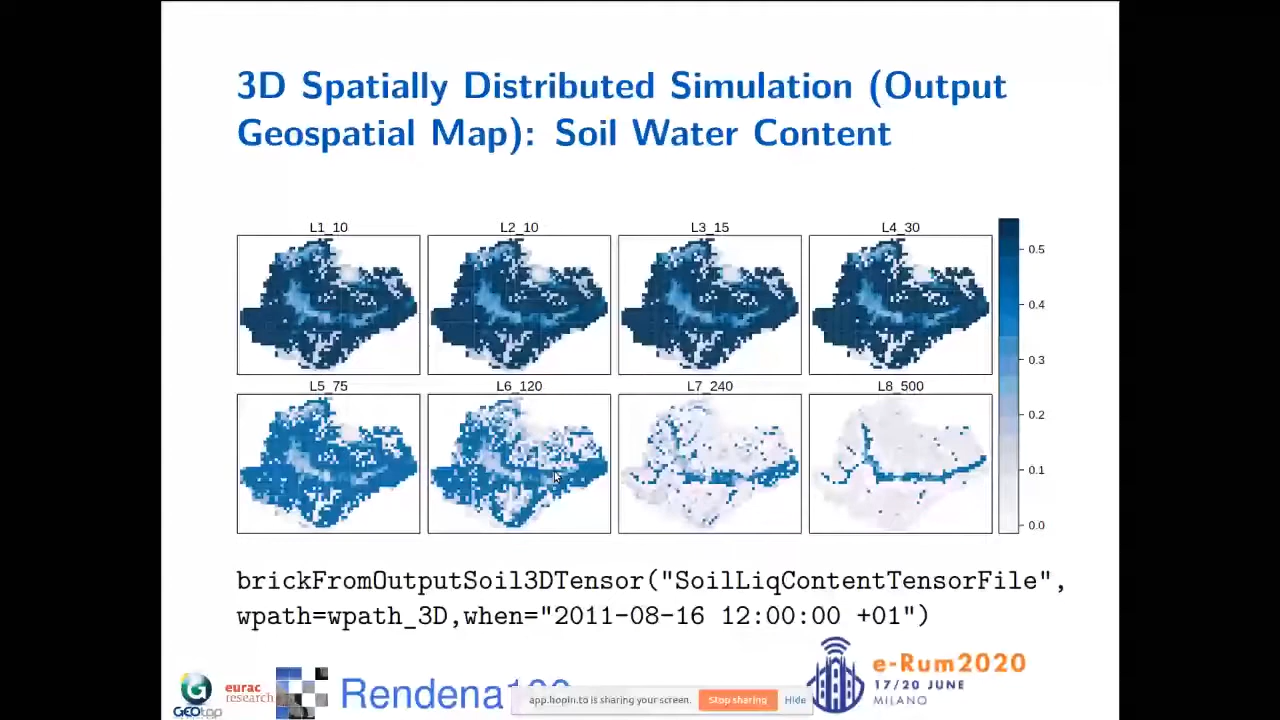 3D Spatially Distributed Simulation (Output
Geospatial Map): Soil Water Content
L1_10 L2_10 L3_15 L4_30
0.5
0.4
0.3
L5_75 L6_120 L7_240 L8_500
0.2
0.1
0.0
brickFromOutputSoil3DTensor("SoilLiqContentTensorFile",
wpath=wpath_3D,when="2011-08-16 12:00:00 +01")
GEOtop
eurac
research
Rendena100
app.hopin.to is sharing your screen. Stop sharing Hide
e-Rum2020
17/20 JUNE
MILANO